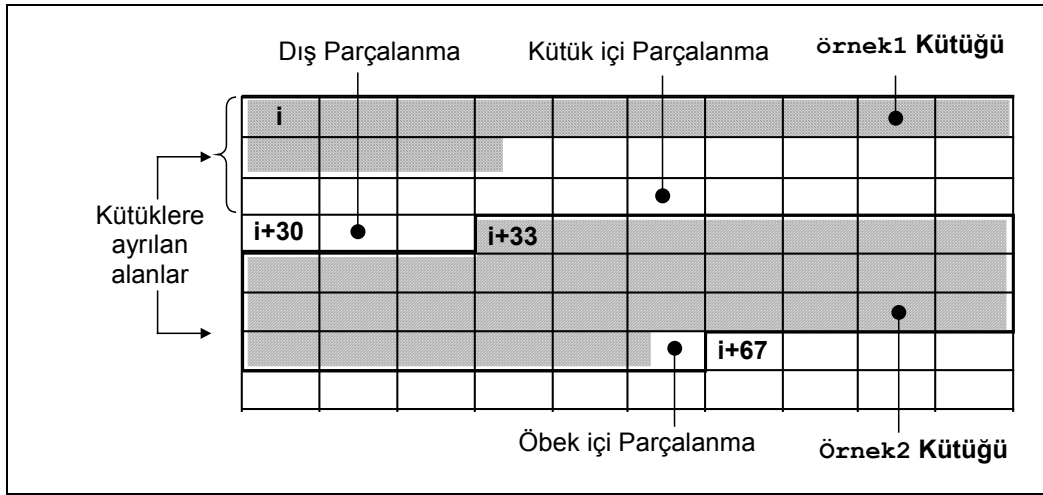 Dış Parçalanma
Kütük içi Parçalanma
örnek1 Kütüğü
i
Kütüklere
ayrılan
alanlar
i+30
i+33
i+67
Öbek içi Parçalanma
Örnek2 Kütüğü